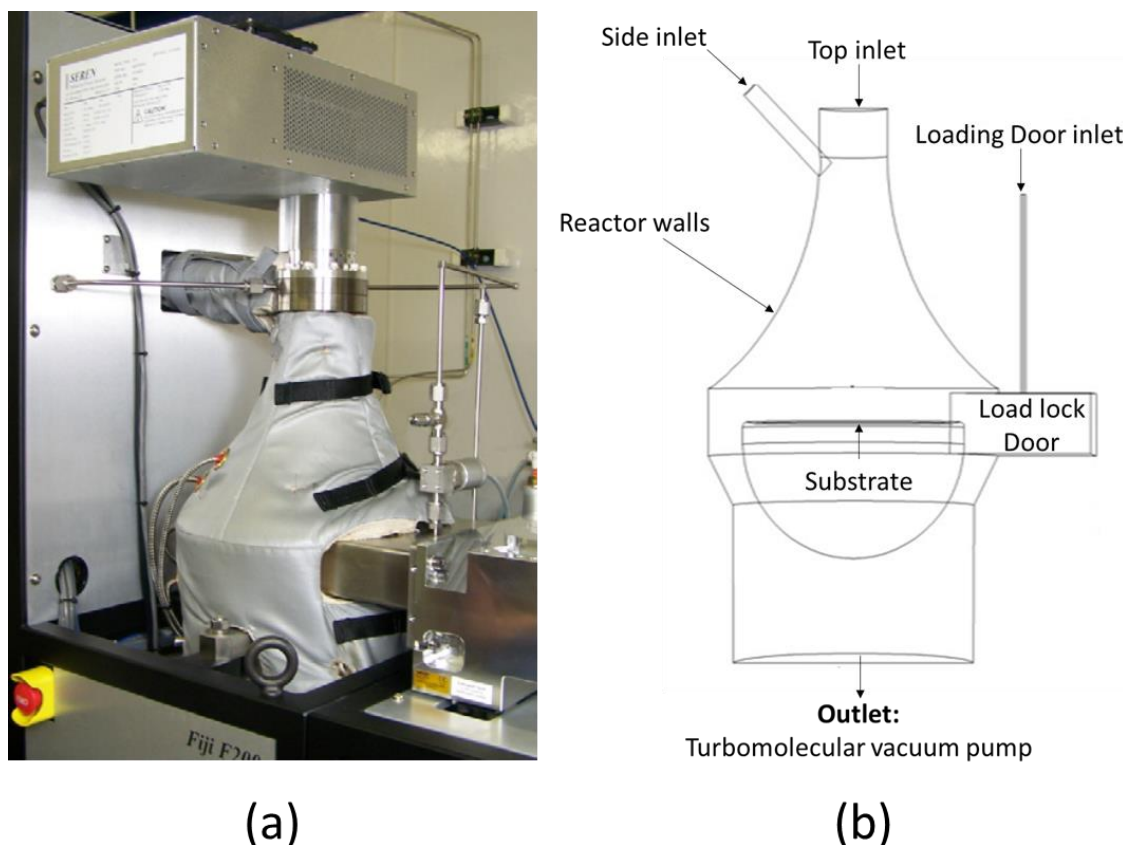 SEREN
CAUTION
Fiji F200
(a)
Side inlet
Top inlet
Loading Door inlet
Reactor walls
Load lock
Door
Substrate
Outlet:
Turbomolecular vacuum pump
(b)